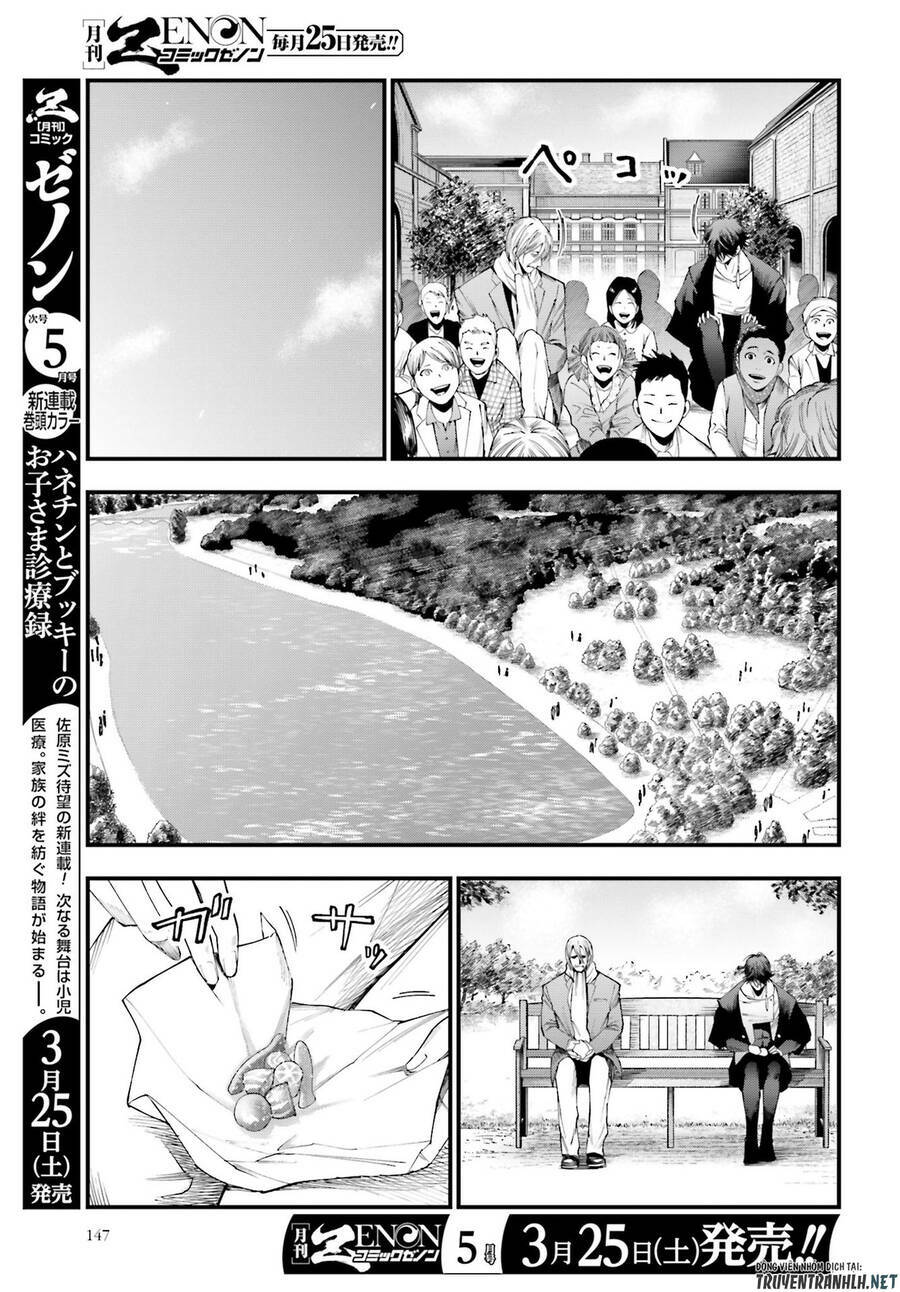 [月刊]
ZENON
コミックゼノン
毎月25日発売!!
[月刊]
コミック
ゼノン
次号
5
月号
新連載
巻頭カラー
ハネチンとブッキーの
お子さま診療録
佐原ミズ待望の新連載！ 次なる舞台は小児
医療。家族の絆を紡ぐ物語が始まる――。
3月25日(土)発売
ペコッ
ガサ
147
[月刊]
ZENON
コミックゼノン
5
月号
3月25日(土)発売!!
ĐỘNG VIÊN NHÓM DỊCH TẠI:
TRUYENTRANHLH.NET